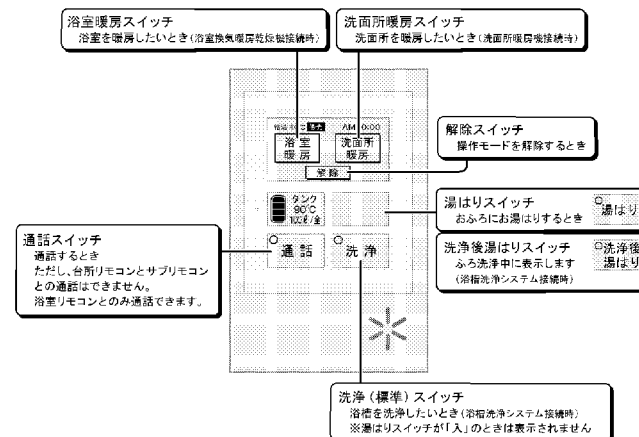 浴室暖房スイッチ
浴室を暖房したいとき(浴室換気暖房乾燥機接続時)
洗面所暖房スイッチ
洗面所を暖房したいとき(洗面所暖房機接続時)
AM 0:00
浴室
暖房
洗面所
暖房
解除
解除スイッチ
操作モードを解除するとき
タンク
90℃
湯はりスイッチ
おふろにお湯はりするとき
湯はり
通話スイッチ
通話するとき
ただし、台所リモコンとサブリモコン
との通話はできません。
浴室リモコンとのみ通話できます。
通話
洗浄
洗浄後湯はりスイッチ
ふろ洗浄中に表示します
(浴槽洗浄システム接続時)
洗浄後
湯はり
洗浄(標準)スイッチ
浴槽を洗浄したいとき(浴槽洗浄システム接続時)
※湯はりスイッチが「入」のときは表示されません